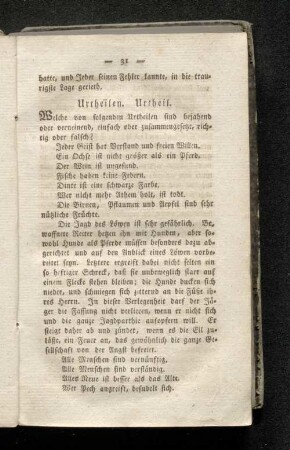 — 51 —
hatte, und Jeder seinen Fehler kannte, in die trau-
rigste Lage gerieth.
Urtheilen. Urtheil.
Welche von folgenden Urtheilen sind bejahend
oder verneinend, einfach oder zusammengesetzt, rich-
tig oder falsch?
Jeder Geist hat Verstand und freien Willen.
Ein Ochse ist nicht größer als ein Pferd.
Der Wein ist ungesund.
Fische haben keine Federn.
Dinte ist eine schwarze Farbe.
Wer nicht mehr Athem holt, ist todt.
Die Birnen, Pflaumen und Aepfel sind sehr
nützliche Früchte.
Die Jagd des Löwen ist sehr gefährlich. Be-
waffnete Reiter hetzen ihn mit Hunden, aber so-
wohl Hunde als Pferde müssen besonders dazu ab-
gerichtet und auf den Anblick eines Löwen vorbe-
reitet seyn. Letztere ergreift dabei nicht selten ein
so heftiger Schreck, daß sie unbeweglich starr auf
einem Flecke stehen bleiben; die Hunde ducken sich
nieder, und schmiegen sich zitternd an die Füße ih-
res Herrn. In dieser Verlegenheit darf der Jä-
ger die Fassung nicht verlieren, wenn er nicht sich
und die ganze Jagdparthie aufopfern will. Er
steigt daher ab und zündet, wenn es die Eil zu-
läßt, ein Feuer an, das gewöhnlich die ganze Ge-
sellschaft von der Angst befreiet.
Alle Menschen sind vernünftig.
Alle Menschen sind verständig.
Alles Neue ist besser als das Alte.
Wer Pech angreift, besudelt sich.